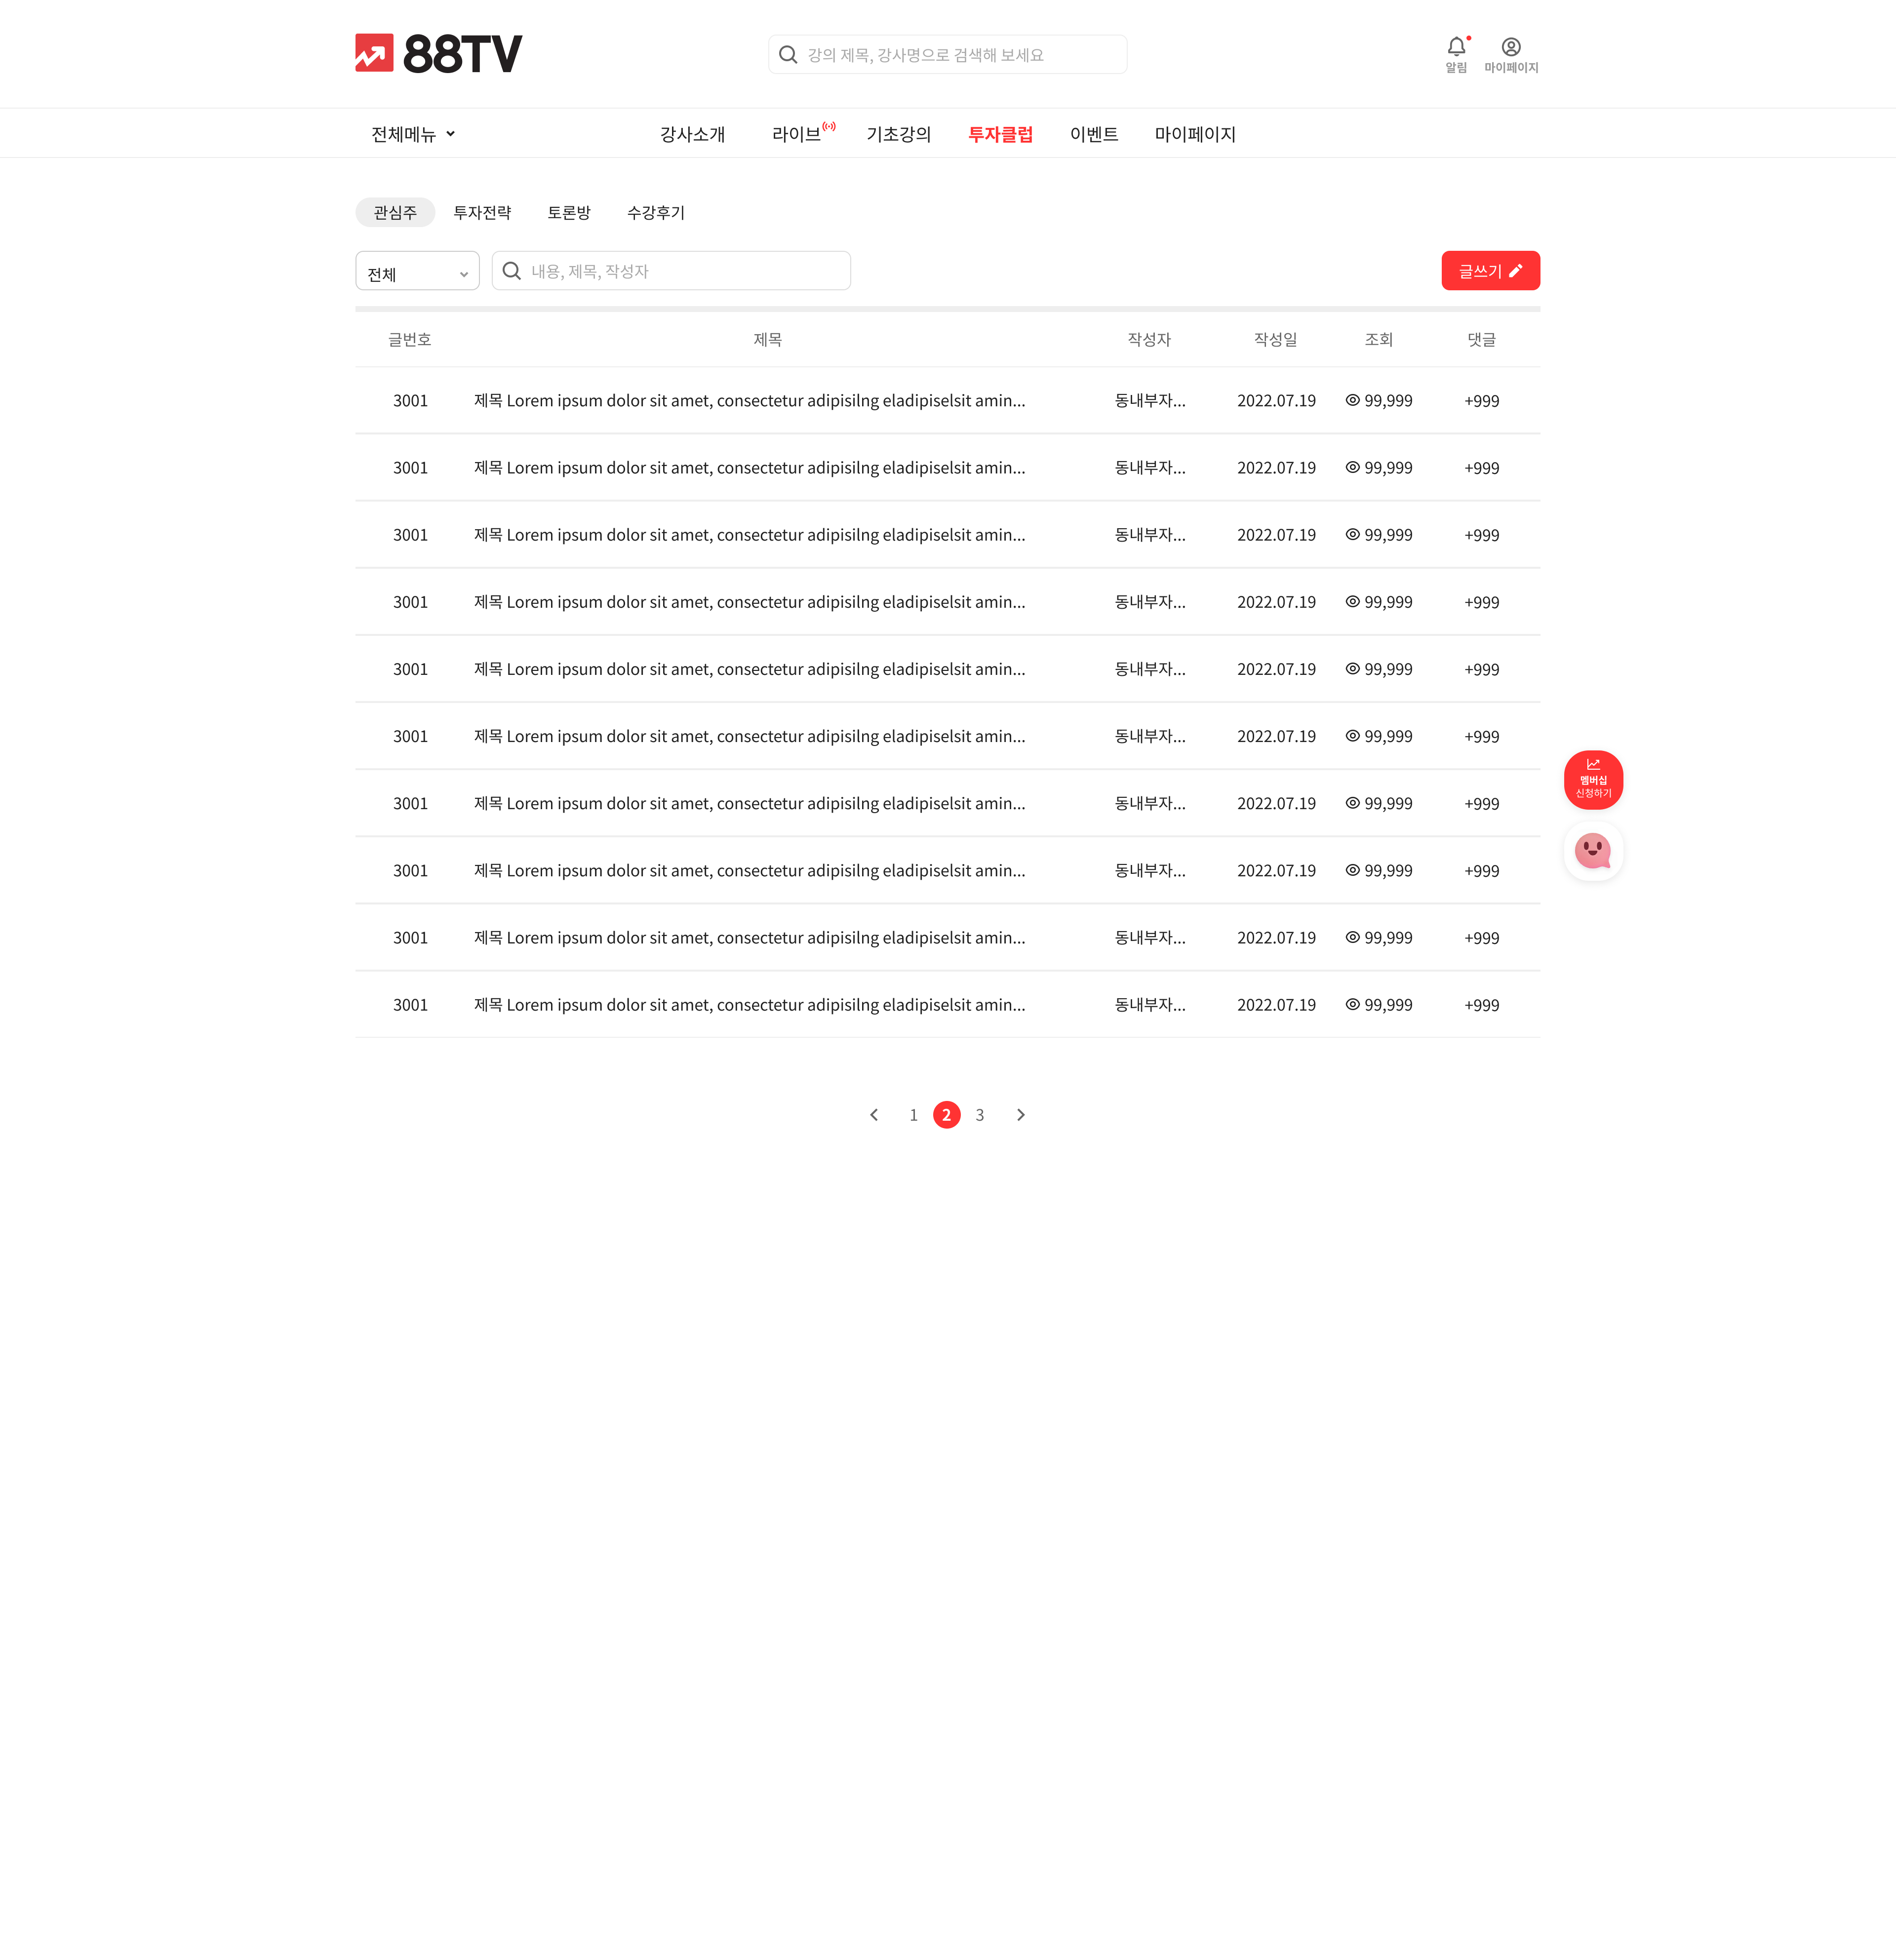 88TV
강의 제목, 강사명으로 검색해 보세요
알림
마이페이지
전체메뉴
강사소개
라이브
기초강의
투자클럽
이벤트
마이페이지
관심주
투자전략
토론방
수강후기
전체
내용, 제목, 작성자
글쓰기
글번호 제목 작성자 작성일 조회 댓글
3001 제목 Lorem ipsum dolor sit amet, consectetur adipisilng eladipiselsit amin... 동내부자... 2022.07.19 99,999 +999
3001 제목 Lorem ipsum dolor sit amet, consectetur adipisilng eladipiselsit amin... 동내부자... 2022.07.19 99,999 +999
3001 제목 Lorem ipsum dolor sit amet, consectetur adipisilng eladipiselsit amin... 동내부자... 2022.07.19 99,999 +999
3001 제목 Lorem ipsum dolor sit amet, consectetur adipisilng eladipiselsit amin... 동내부자... 2022.07.19 99,999 +999
3001 제목 Lorem ipsum dolor sit amet, consectetur adipisilng eladipiselsit amin... 동내부자... 2022.07.19 99,999 +999
3001 제목 Lorem ipsum dolor sit amet, consectetur adipisilng eladipiselsit amin... 동내부자... 2022.07.19 99,999 +999
3001 제목 Lorem ipsum dolor sit amet, consectetur adipisilng eladipiselsit amin... 동내부자... 2022.07.19 99,999 +999
3001 제목 Lorem ipsum dolor sit amet, consectetur adipisilng eladipiselsit amin... 동내부자... 2022.07.19 99,999 +999
3001 제목 Lorem ipsum dolor sit amet, consectetur adipisilng eladipiselsit amin... 동내부자... 2022.07.19 99,999 +999
3001 제목 Lorem ipsum dolor sit amet, consectetur adipisilng eladipiselsit amin... 동내부자... 2022.07.19 99,999 +999
멤버십
신청하기
1 2 3